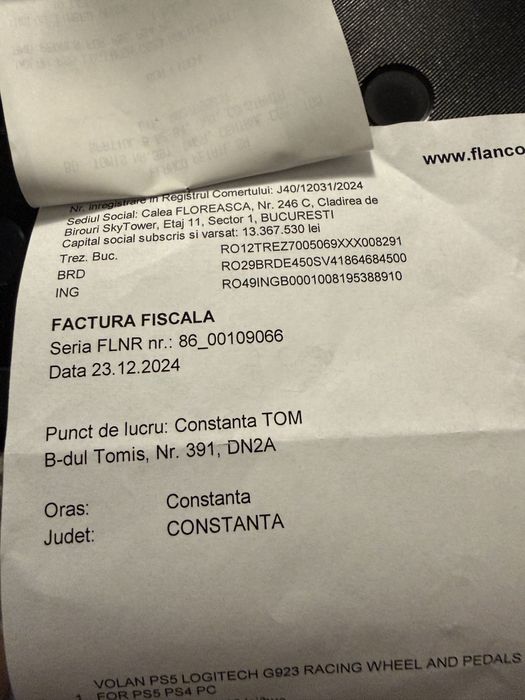 www.flanco
Nr. inregistrare in Registrul Comertului: J40/12031/2024
Sediul Social: Calea FLOREASCA, Nr. 246 C, Cladirea de
Birouri SkyTower, Etaj 11, Sector 1, BUCURESTI
Capital social subscris si varsat: 13.367.530 lei
Trez. Buc. RO12TREZ7005069XXX008291
BRD RO29BRDE450SV41864684500
ING RO49INGB0001008195388910
FACTURA FISCALA
Seria FLNR nr.: 86_00109066
Data 23.12.2024
Punct de lucru: Constanta TOM
B-dul Tomis, Nr. 391, DN2A
Oras: Constanta
Judet: CONSTANTA
VOLAN PS5 LOGITECH G923 RACING WHEEL AND PEDALS
1 FOR PS5 PS4 PC